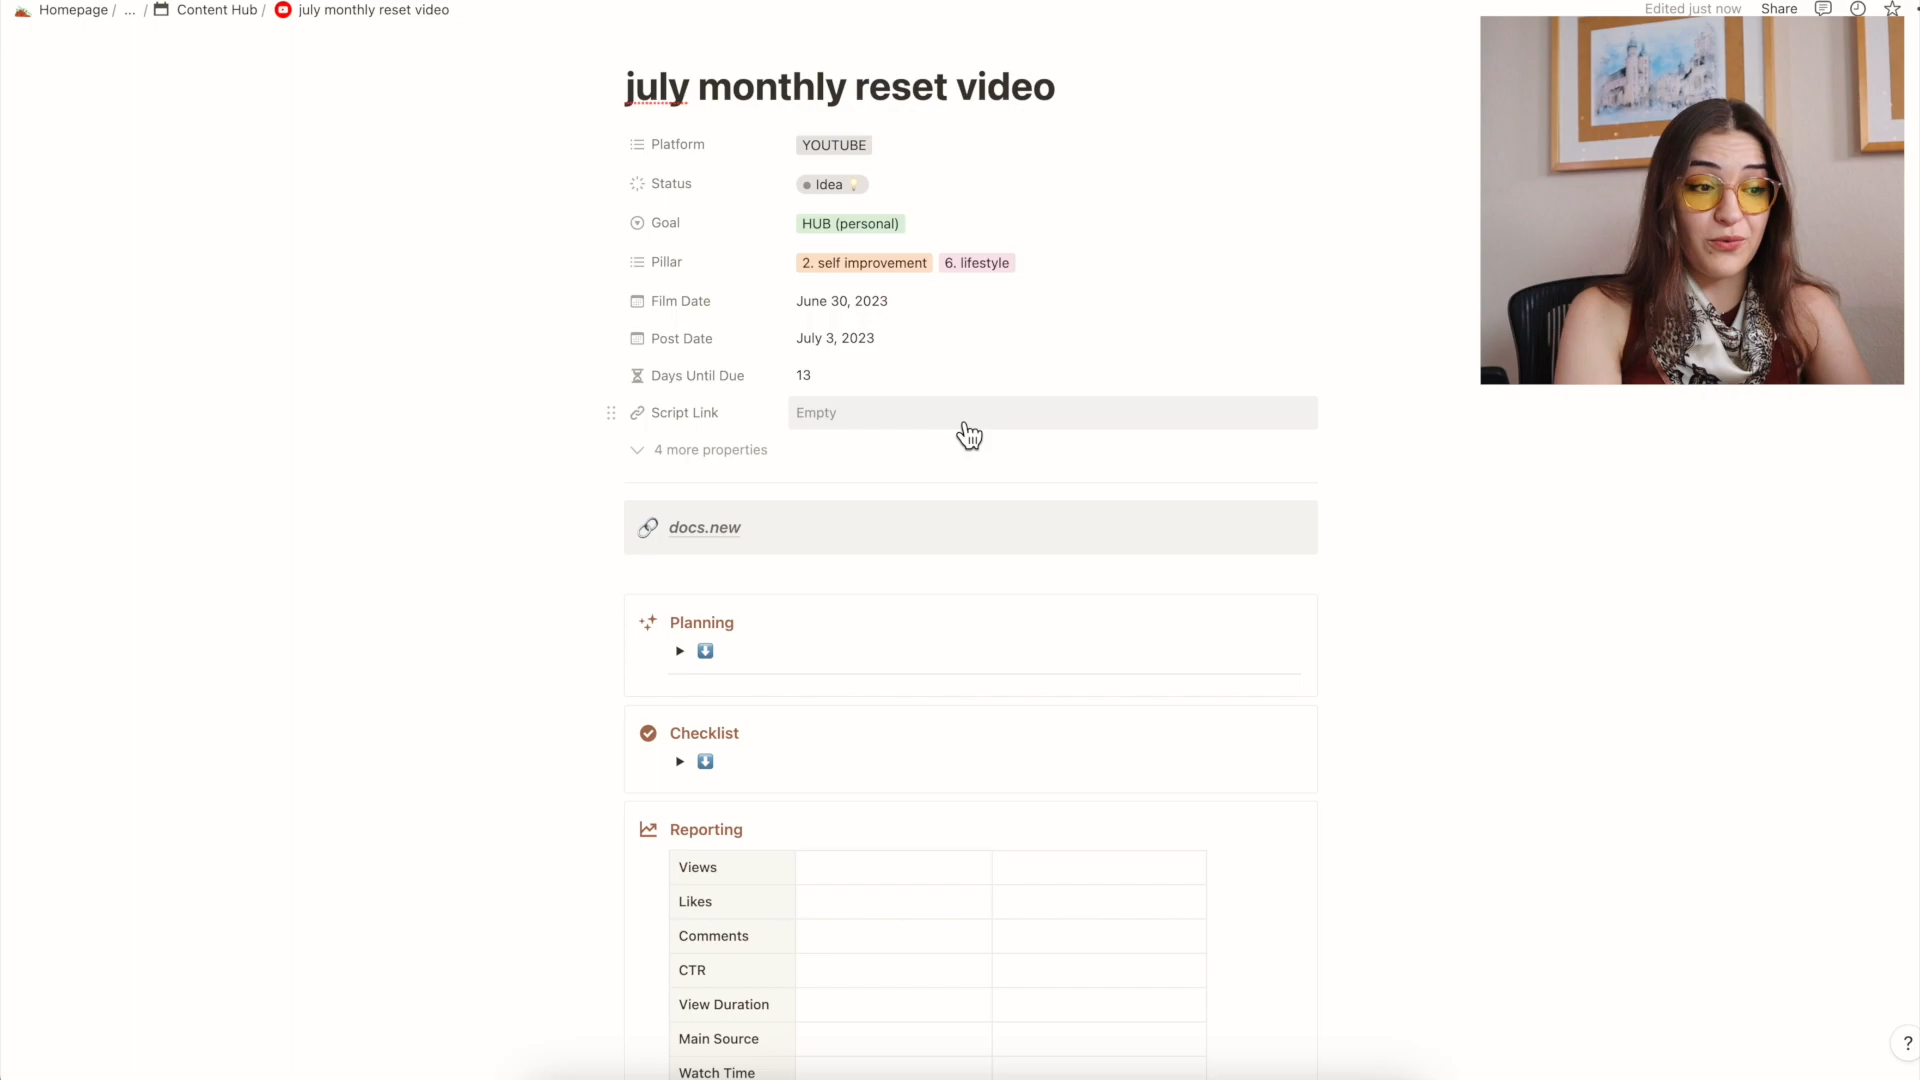 Homepage / ... / Content Hub / july monthly reset video
Edited just now Share
july monthly reset video
Platform YOUTUBE
Status Idea
Goal HUB (personal)
Pillar 2. self improvement 6. lifestyle
Film Date June 30, 2023
Post Date July 3, 2023
Days Until Due 13
Script Link Empty
4 more properties
docs.new
Planning
Checklist
Reporting
Views
Likes
Comments
CTR
View Duration
Main Source
Watch Time
?